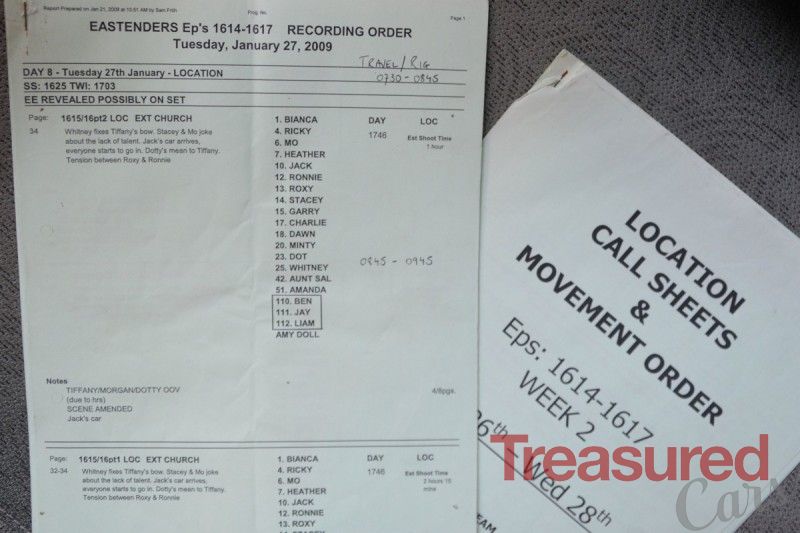 Report Prepared on Jan 21, 2009 at 10:51 AM by Sam Frith
Prog. No.
Page 1
EASTENDERS Ep's 1614-1617 RECORDING ORDER
Tuesday, January 27, 2009
TRAVEL/RIG
0730 - 0845
DAY 8 - Tuesday 27th January - LOCATION
SS: 1625 TWI: 1703
EE REVEALED POSSIBLY ON SET
Page: 1615/16pt2 LOC EXT CHURCH
34
Whitney fixes Tiffany's bow. Stacey & Mo joke
about the lack of talent. Jack's car arrives,
everyone starts to go in. Dotty's mean to Tiffany.
Tension between Roxy & Ronnie
1. BIANCA
4. RICKY
6. MO
7. HEATHER
10. JACK
12. RONNIE
13. ROXY
14. STACEY
15. GARRY
17. CHARLIE
18. DAWN
20. MINTY
23. DOT
25. WHITNEY
42. AUNT SAL
51. AMANDA
110. BEN
111. JAY
112. LIAM
AMY DOLL
DAY
1746
LOC
Est Shoot Time
1 hour
0845 - 0945
Notes
TIFFANY/MORGAN/DOTTY OOV
(due to hrs)
SCENE AMENDED
Jack's car
4/8pgs.
Page: 1615/16pt1 LOC EXT CHURCH
32-34
Whitney fixes Tiffany's bow. Stacey & Mo joke
about the lack of talent. Jack's car arrives,
everyone starts to go in. Dotty's mean to Tiffany.
Tension between Roxy & Ronnie
1. BIANCA
4. RICKY
6. MO
7. HEATHER
10. JACK
12. RONNIE
13. ROXY
DAY
1746
LOC
Est Shoot Time
2 hours 15
mins
LOCATION
CALL SHEETS
&
MOVEMENT ORDER
Eps: 1614-1617
WEEK 2
26th - Wed 28th
TEAM
Treasured
Cars